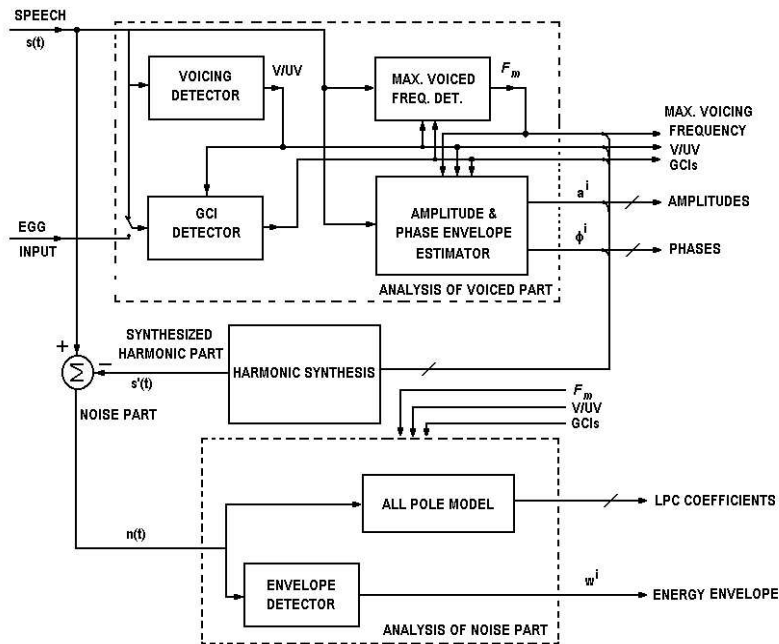 SPEECH
s(t)
VOICING
DETECTOR
V/UV
MAX. VOICED
FREQ. DET.
Fm
MAX. VOICING
FREQUENCY
V/UV
GCIs
GCI
DETECTOR
AMPLITUDE &
PHASE ENVELOPE
ESTIMATOR
a^i
AMPLITUDES
ϕ^i
PHASES
EGG
INPUT
ANALYSIS OF VOICED PART
SYNTHESIZED
HARMONIC PART
+
−
Σ
s'(t)
HARMONIC SYNTHESIS
NOISE PART
Fm
V/UV
GCIs
ALL POLE MODEL
LPC COEFFICIENTS
n(t)
ENVELOPE
DETECTOR
w^i
ENERGY ENVELOPE
ANALYSIS OF NOISE PART